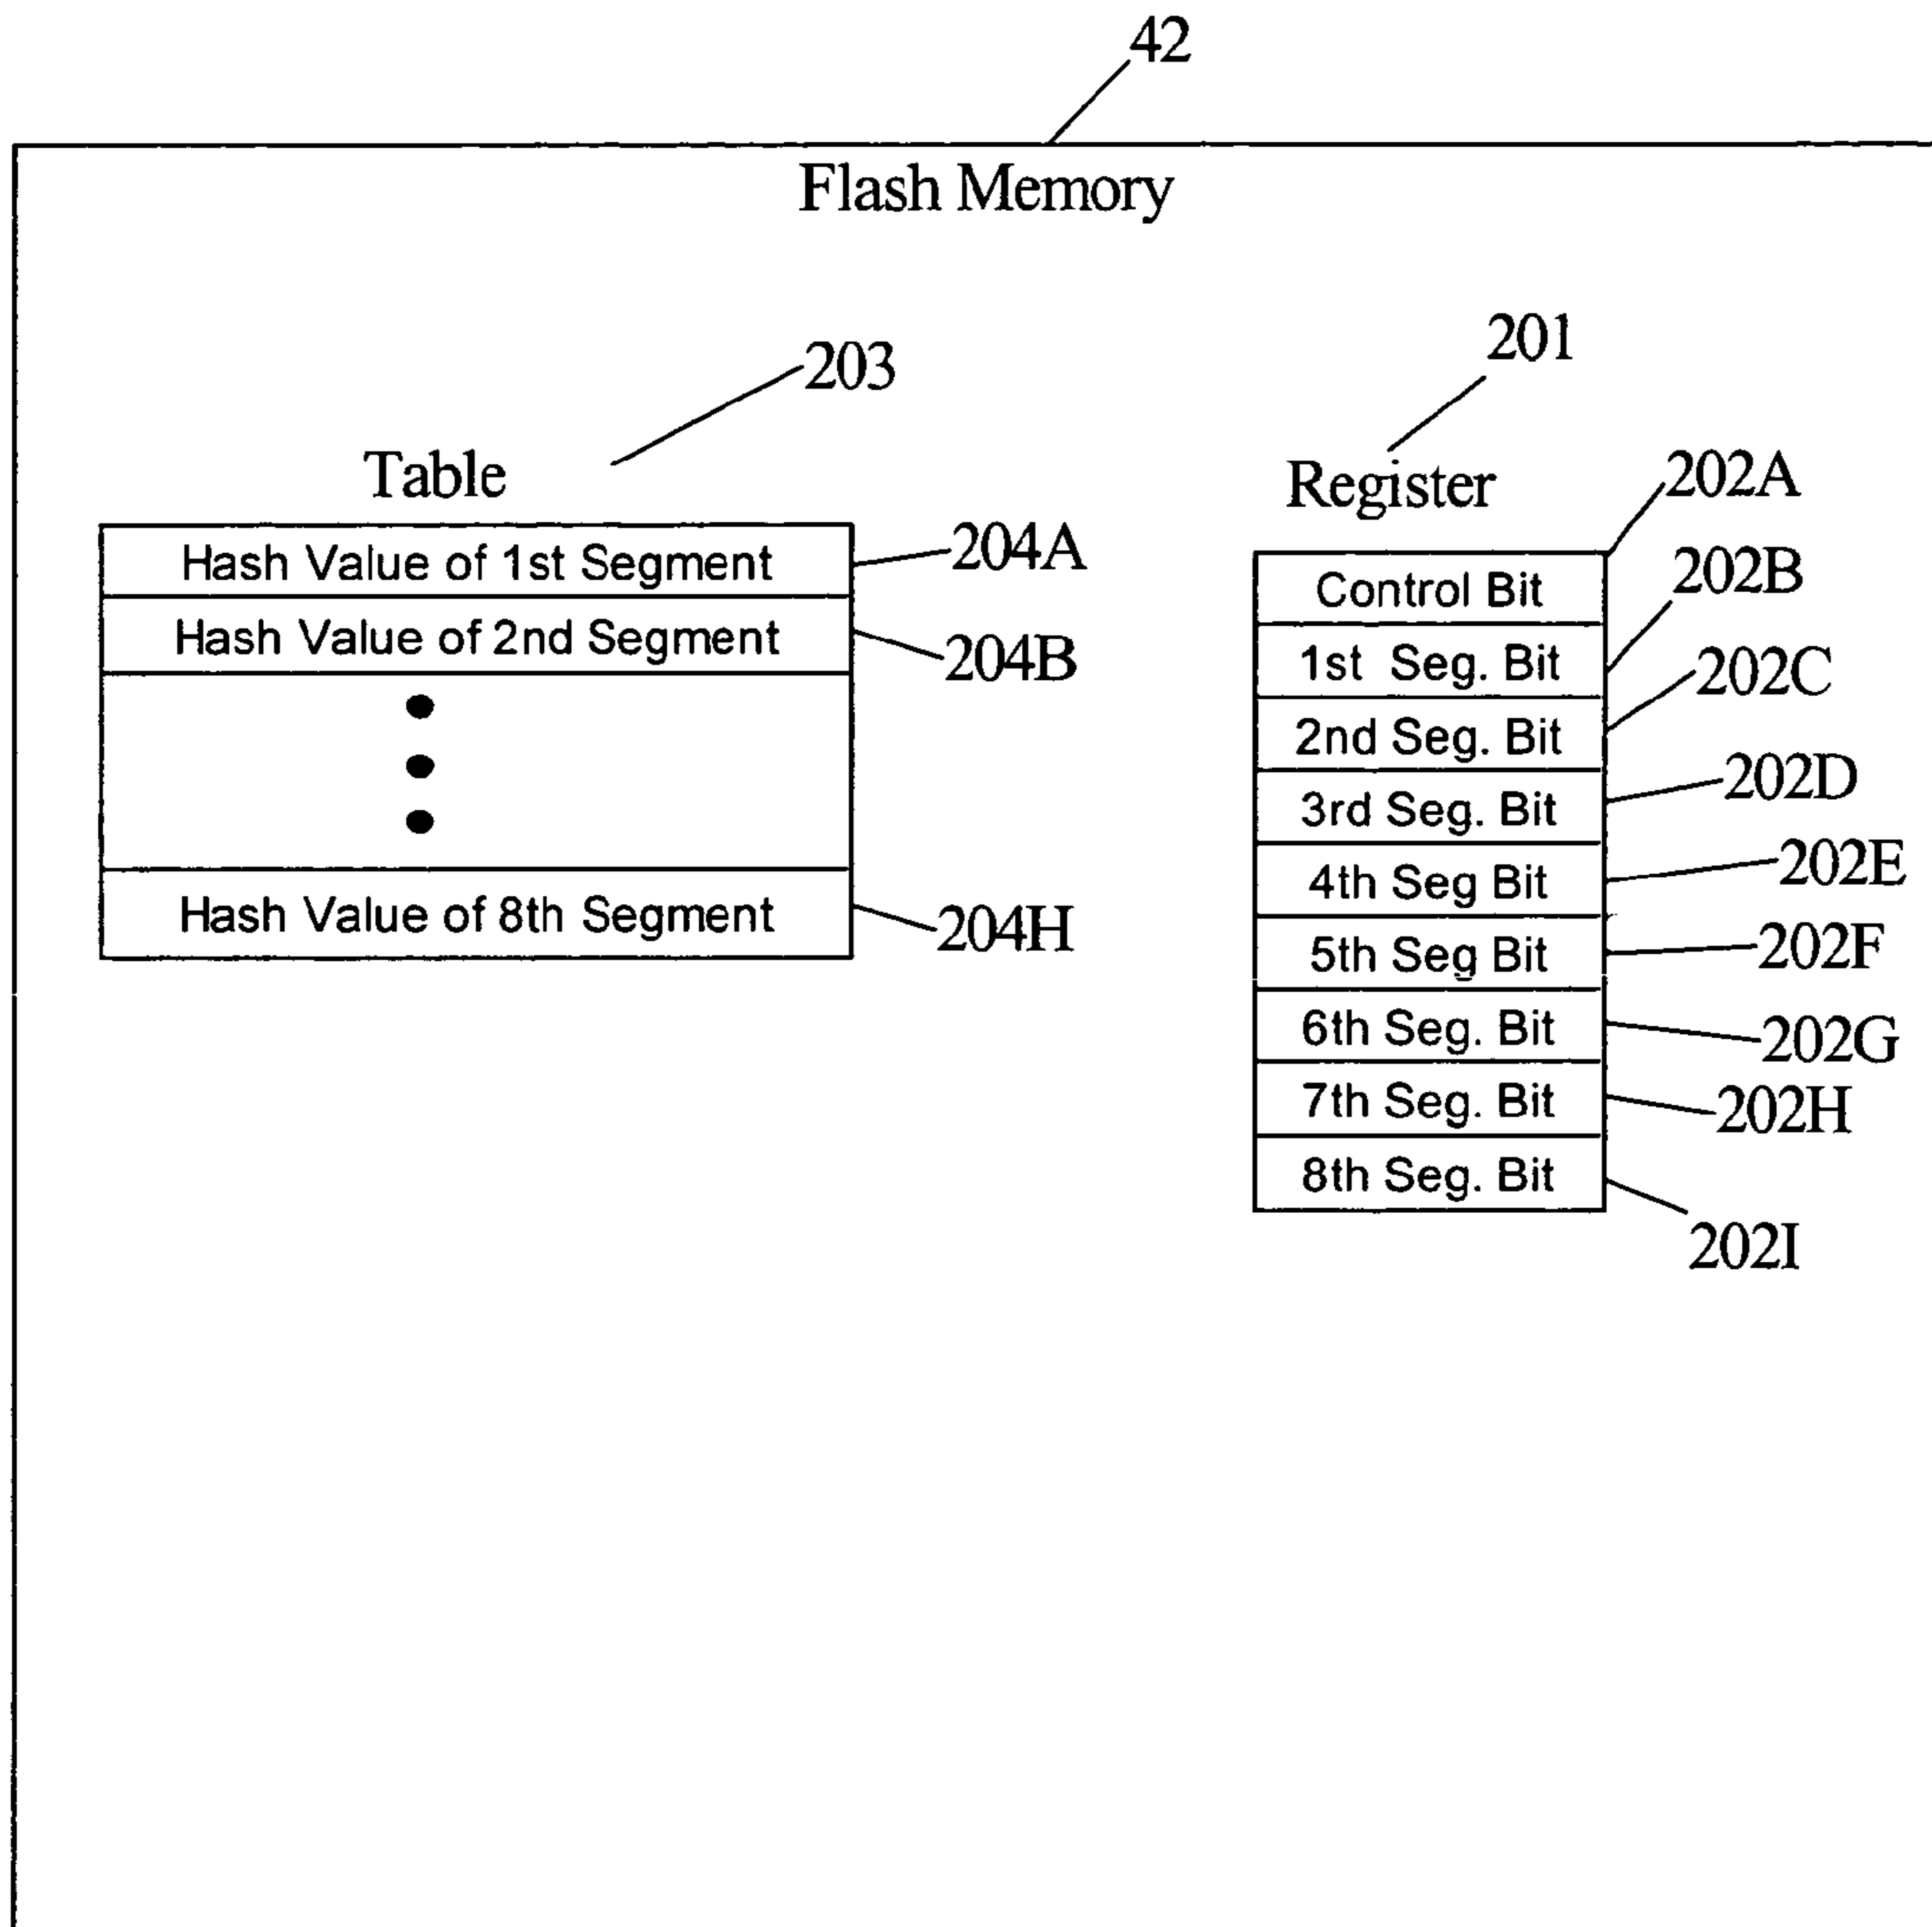 42
Flash Memory
203
Table
Hash Value of 1st Segment
204A
Hash Value of 2nd Segment
204B
Hash Value of 8th Segment
204H
201
Register
202A
Control Bit
202B
1st Seg. Bit
202C
2nd Seg. Bit
202D
3rd Seg. Bit
202E
4th Seg Bit
202F
5th Seg Bit
202G
6th Seg. Bit
202H
7th Seg. Bit
202I
8th Seg. Bit